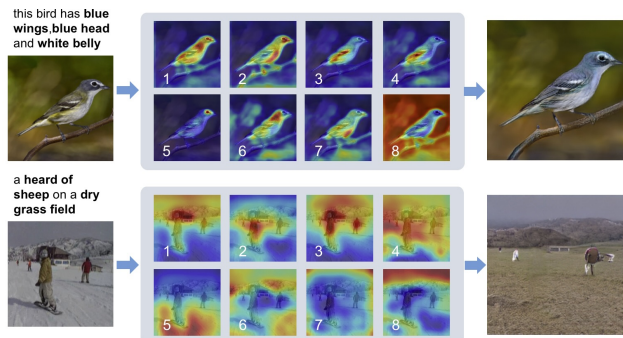 this bird has blue
wings,blue head
and white belly
1 2 3 4
5 6 7 8
a heard of
sheep on a dry
grass field
1 2 3 4
5 6 7 8